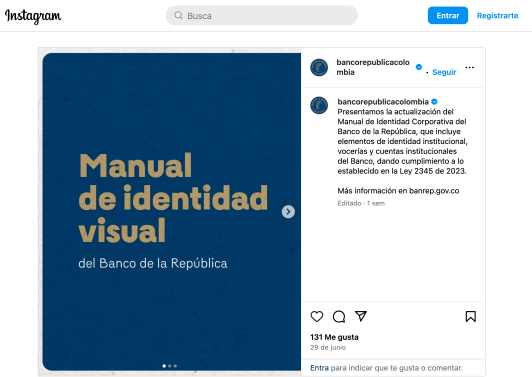 Instagram
Busca
Entrar
Registrarte
Manual
de identidad
visual
del Banco de la República
bancorepublicacolo
mbia
• Seguir
bancorepublicacolombia
Presentamos la actualización del
Manual de Identidad Corporativa del
Banco de la República, que incluye
elementos de identidad institucional,
vocerías y cuentas institucionales
del Banco, dando cumplimiento a lo
establecido en la Ley 2345 de 2023.
Más información en banrep.gov.co
Editado · 1 sem
131 Me gusta
29 de junio
Entra para indicar que te gusta o comentar.